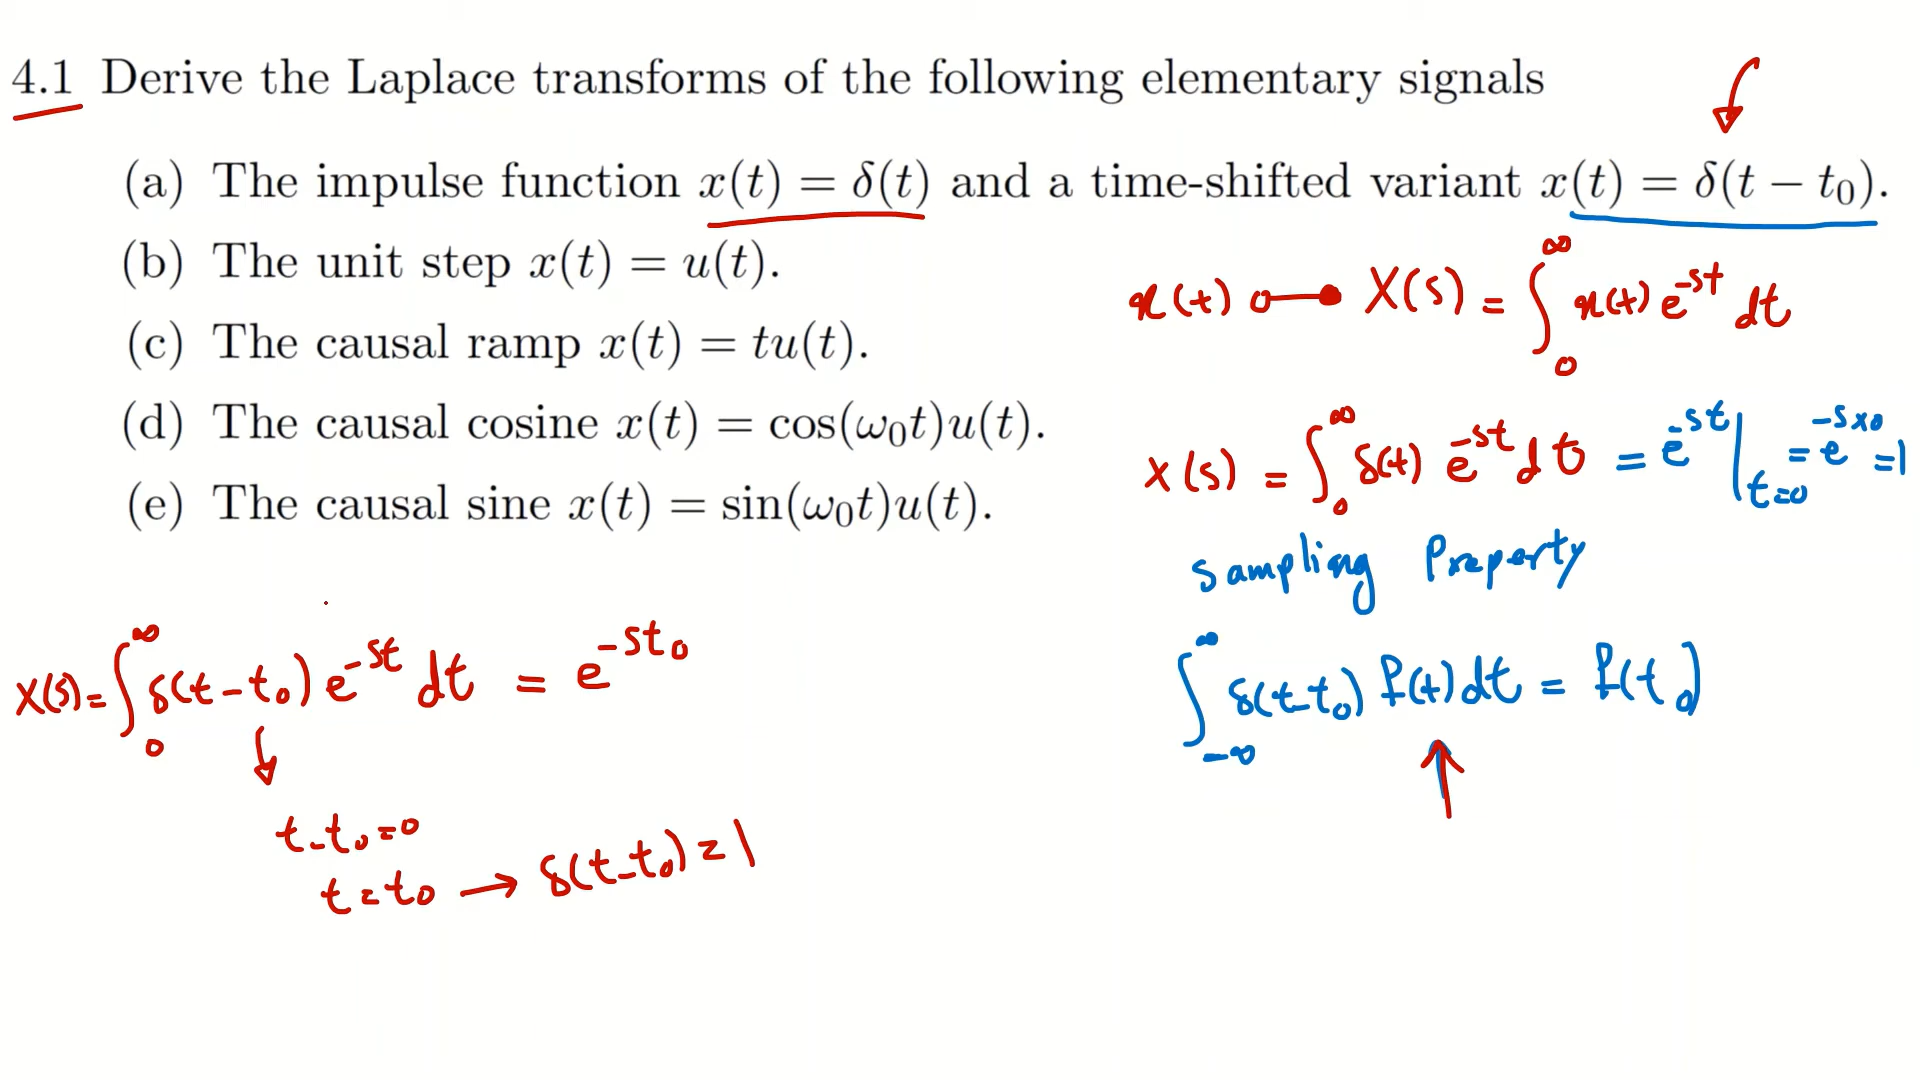 4.1 Derive the Laplace transforms of the following elementary signals
(a) The impulse function x(t) = δ(t) and a time-shifted variant x(t) = δ(t − t₀).
(b) The unit step x(t) = u(t).
(c) The causal ramp x(t) = tu(t).
(d) The causal cosine x(t) = cos(ω₀t)u(t).
(e) The causal sine x(t) = sin(ω₀t)u(t).
x(t) o—● X(s) = ∫₀^∞ x(t) e^{-st} dt
X(s) = ∫₀^∞ δ(t) e^{-st} dt = e^{-st} |_{t=0} = e^{-s×0} = 1
Sampling Property
∫_{-∞}^{∞} δ(t-t₀) f(t) dt = f(t₀)
X(s) = ∫₀^∞ δ(t-t₀) e^{-st} dt = e^{-st₀}
t-t₀=0
t=t₀ → δ(t-t₀) = 1